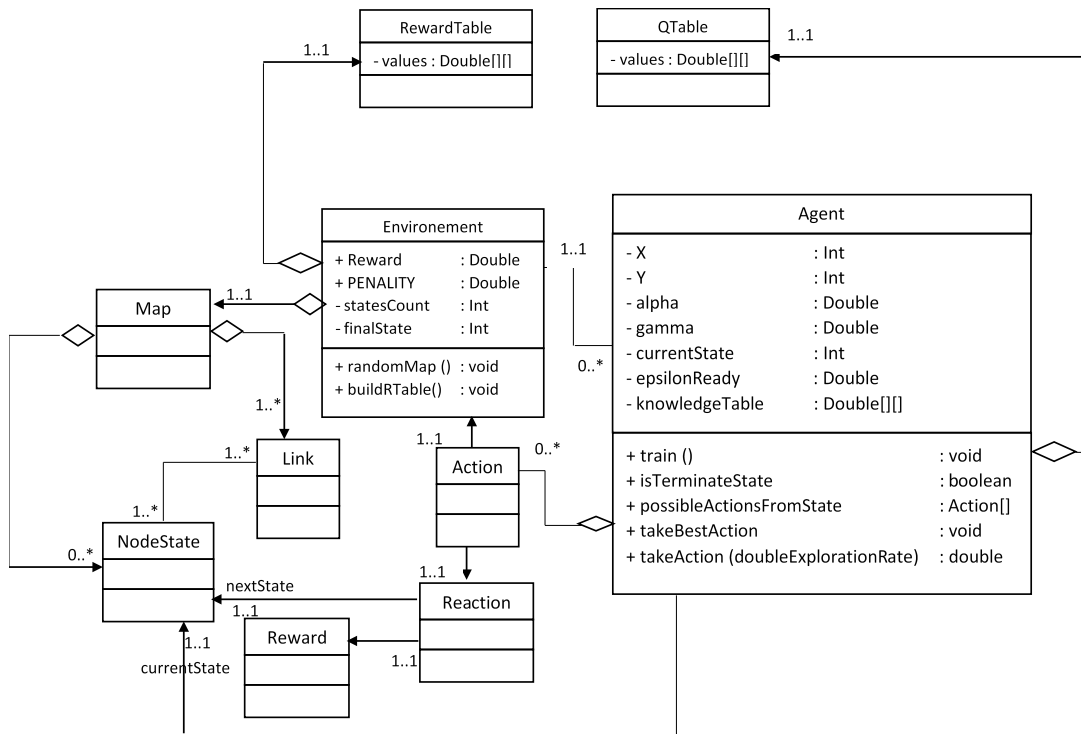 RewardTable
- values : Double[][]
1..1
QTable
- values : Double[][]
1..1
Environement
+ Reward : Double
+ PENALITY : Double
- statesCount : Int
- finalState : Int
+ randomMap () : void
+ buildRTable() : void
Agent
- X : Int
- Y : Int
- alpha : Double
- gamma : Double
- currentState : Int
- epsilonReady : Double
- knowledgeTable : Double[][]
+ train () : void
+ isTerminateState : boolean
+ possibleActionsFromState : Action[]
+ takeBestAction : void
+ takeAction (doubleExplorationRate) : double
1..1
0..*
Map
1..1
1..*
Link
1..*
1..*
NodeState
0..*
Action
1..1
0..*
1..1
Reaction
nextState
1..1
Reward
1..1
1..1
currentState